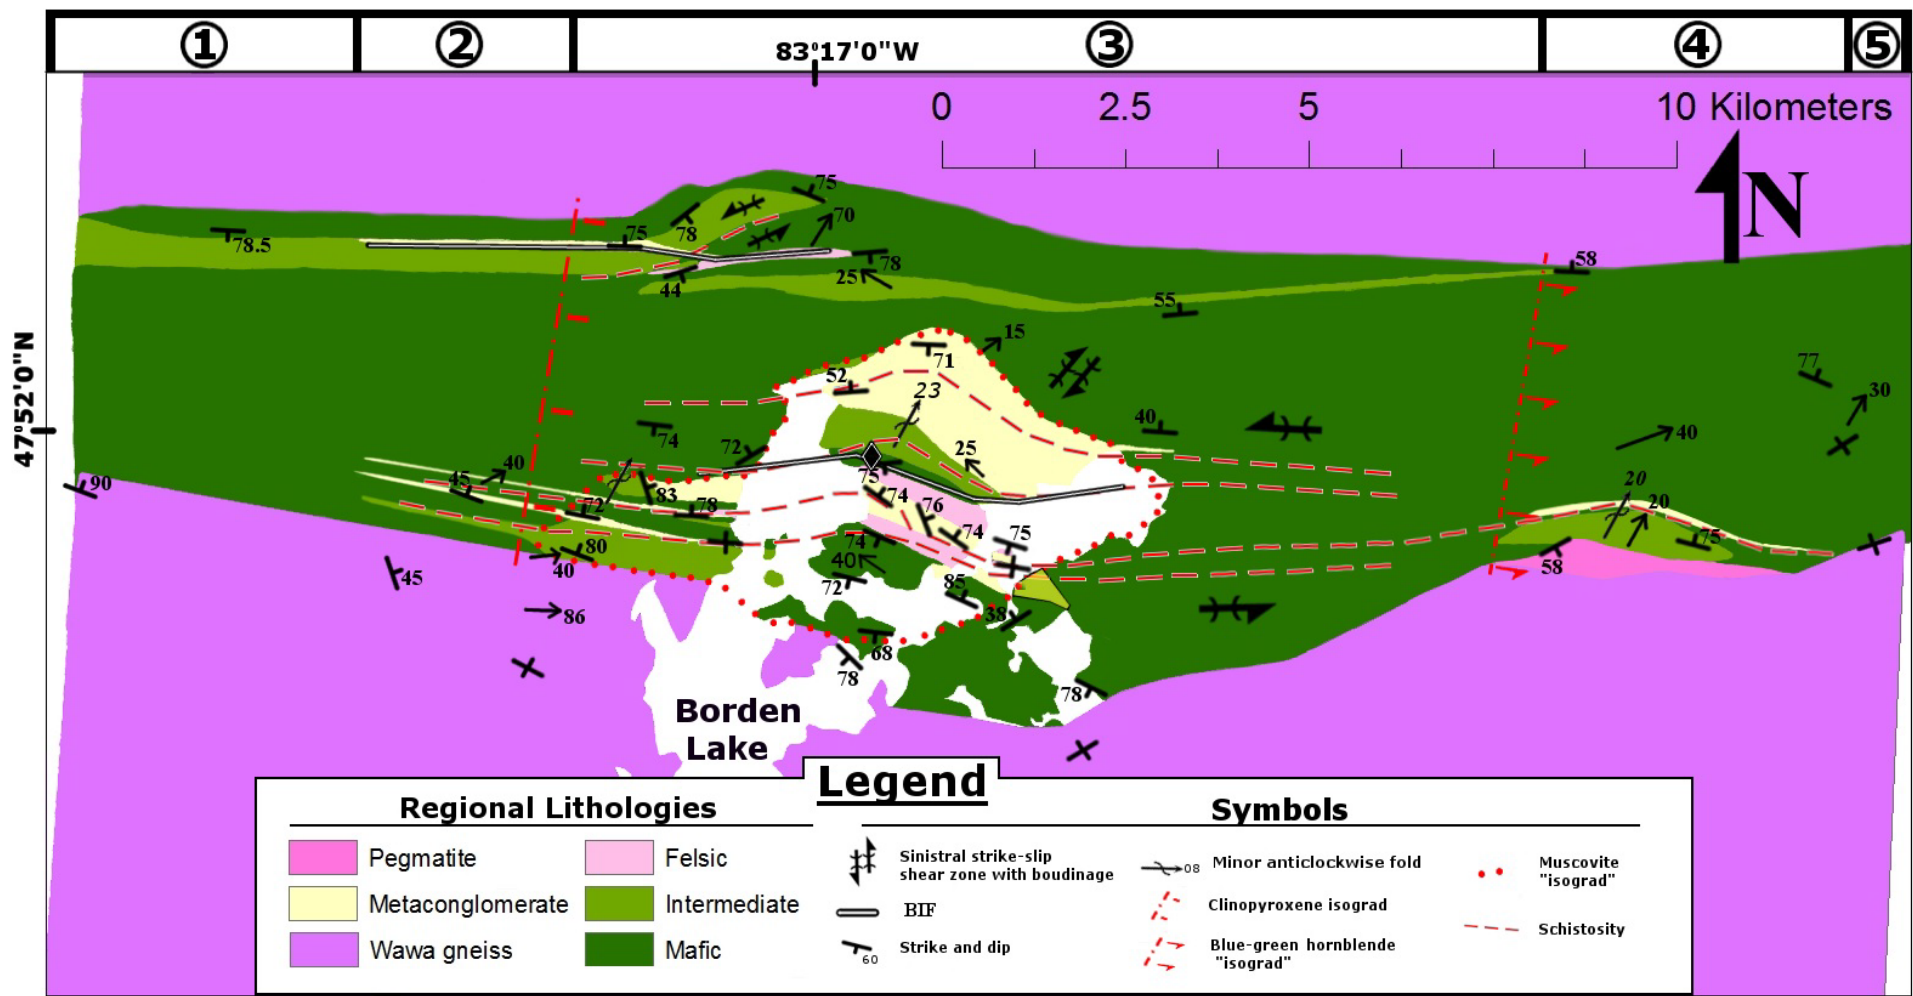 ① ② ③ ④ ⑤
83°17'0"W
0 2.5 5 10 Kilometers
N
47°52'0"N
75
70
78
75
78.5
78
25
44
58
55
15
71
52
23
77
30
40
40
74
72
25
40
45
90
83
75
74
78
72
76
74
75
20
20
75
80
40
74
40
58
45
72
85
38
86
68
78
78
Borden
Lake
Legend
Regional Lithologies
Pegmatite
Felsic
Metaconglomerate
Intermediate
Wawa gneiss
Mafic
Symbols
Sinistral strike-slip
shear zone with boudinage
BIF
Strike and dip
60
08
Minor anticlockwise fold
Clinopyroxene isograd
Blue-green hornblende
"isograd"
Muscovite
"isograd"
Schistosity